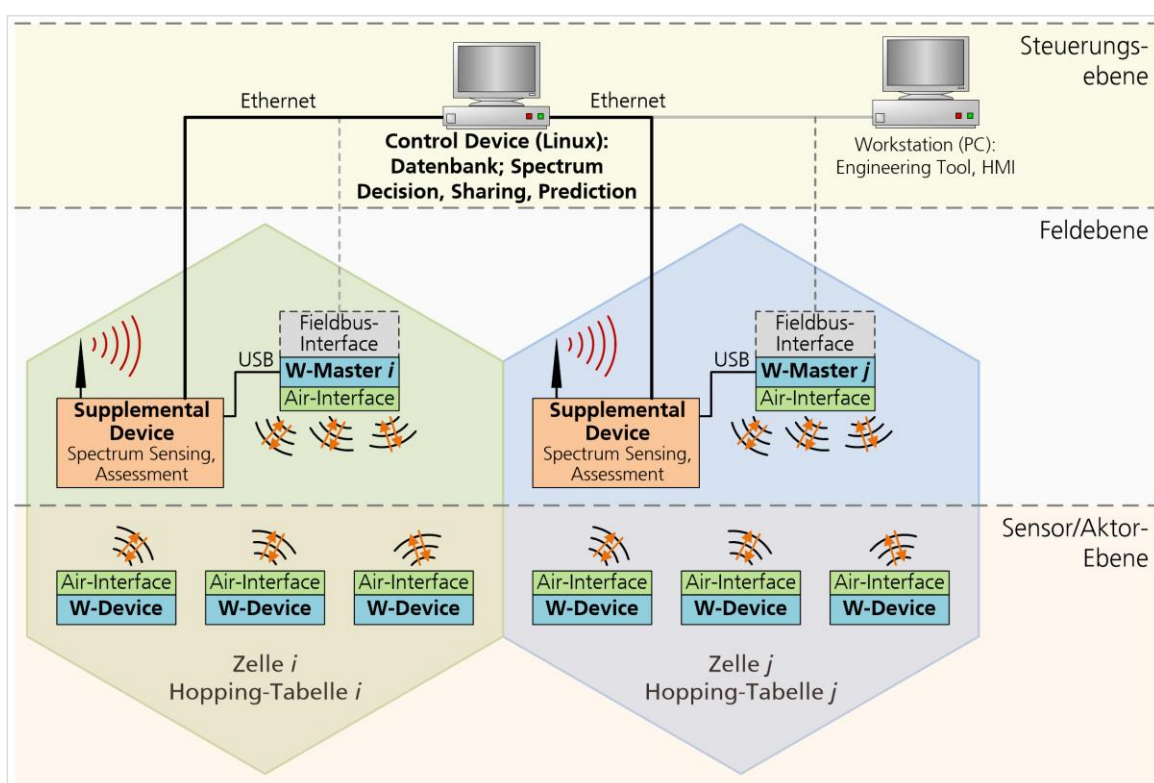 Steuerungs-
ebene
Ethernet
Ethernet
Control Device (Linux):
Datenbank; Spectrum
Decision, Sharing, Prediction
Workstation (PC):
Engineering Tool, HMI
Feldebene
Fieldbus-
Interface
USB
W-Master i
Air-Interface
Supplemental
Device
Spectrum Sensing,
Assessment
Fieldbus-
Interface
USB
W-Master j
Air-Interface
Supplemental
Device
Spectrum Sensing,
Assessment
Sensor/Aktor-
Ebene
Air-Interface
W-Device
Air-Interface
W-Device
Air-Interface
W-Device
Air-Interface
W-Device
Air-Interface
W-Device
Air-Interface
W-Device
Zelle i
Hopping-Tabelle i
Zelle j
Hopping-Tabelle j